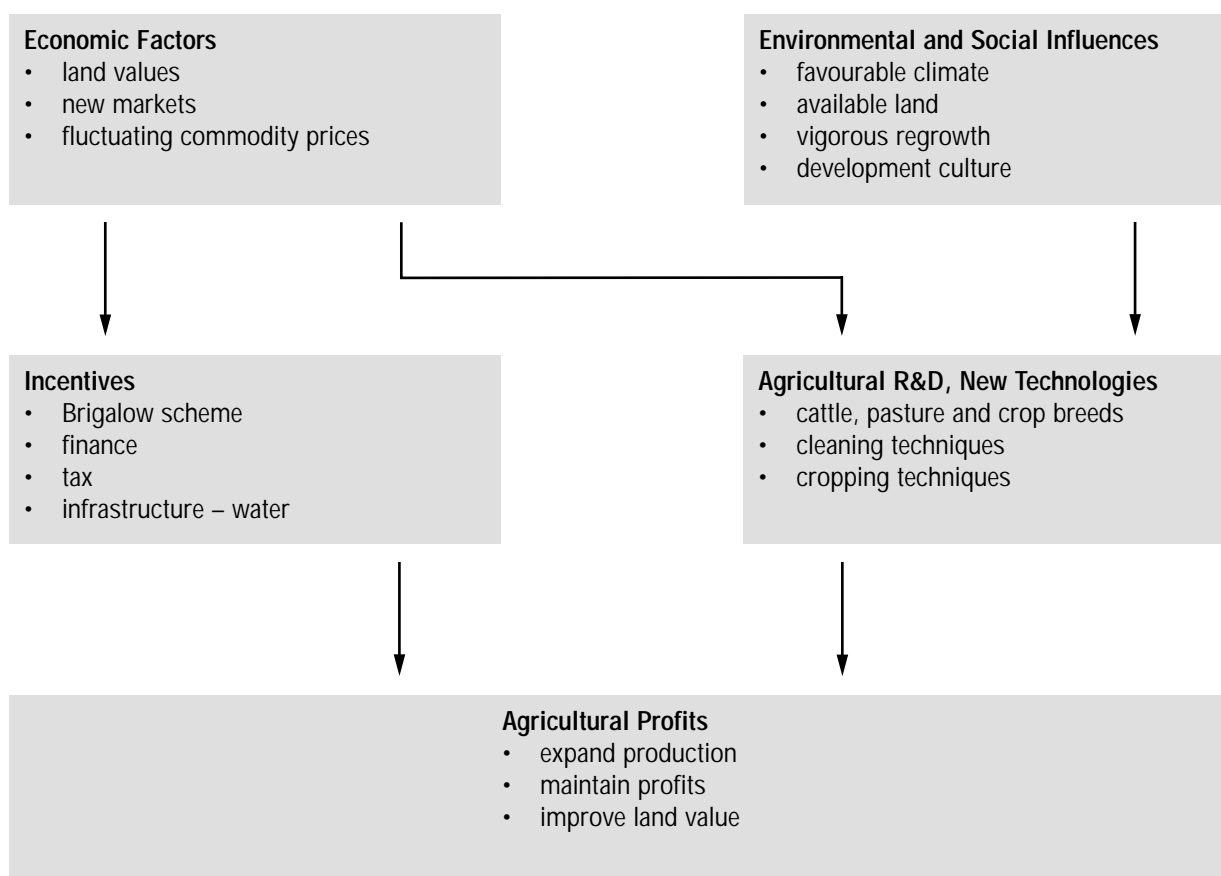 Economic Factors
• land values
• new markets
• fluctuating commodity prices
Environmental and Social Influences
• favourable climate
• available land
• vigorous regrowth
• development culture
Incentives
• Brigalow scheme
• finance
• tax
• infrastructure – water
Agricultural R&D, New Technologies
• cattle, pasture and crop breeds
• cleaning techniques
• cropping techniques
Agricultural Profits
• expand production
• maintain profits
• improve land value